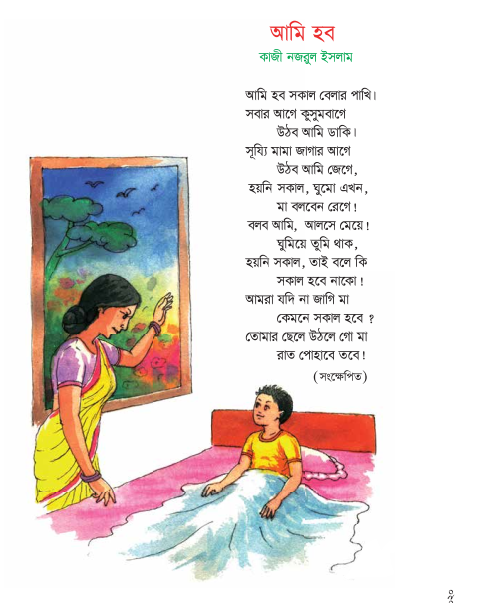 আমি হব
কাজী নজরুল ইসলাম
আমি হব সকাল বেলার পাখি।
সবার আগে কুসুমবাগে
উঠব আমি ডাকি।
সূয্যি মামা জাগার আগে
উঠব আমি জেগে,
হয়নি সকাল, ঘুমো এখন,
মা বলবেন রেগে!
বলব আমি, আলসে মেয়ে!
ঘুমিয়ে তুমি থাক,
হয়নি সকাল, তাই বলে কি
সকাল হবে নাকো!
আমরা যদি না জাগি মা
কেমনে সকাল হবে ?
তোমার ছেলে উঠলে গো মা
রাত পোহাবে তবে!
(সংক্ষেপিত)